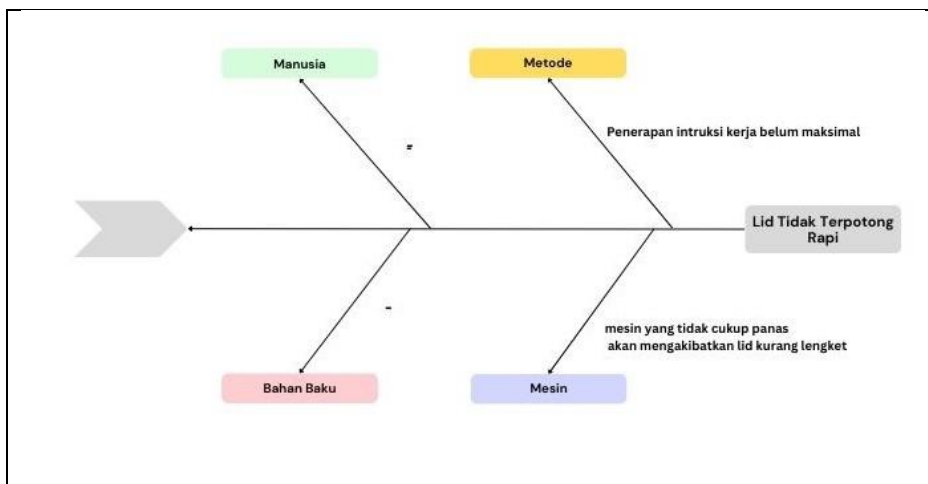 Manusia
Metode
Penerapan intruksi kerja belum maksimal
=
Lid Tidak Terpotong
Rapi
-
mesin yang tidak cukup panas
akan mengakibatkan lid kurang lengket
Bahan Baku
Mesin